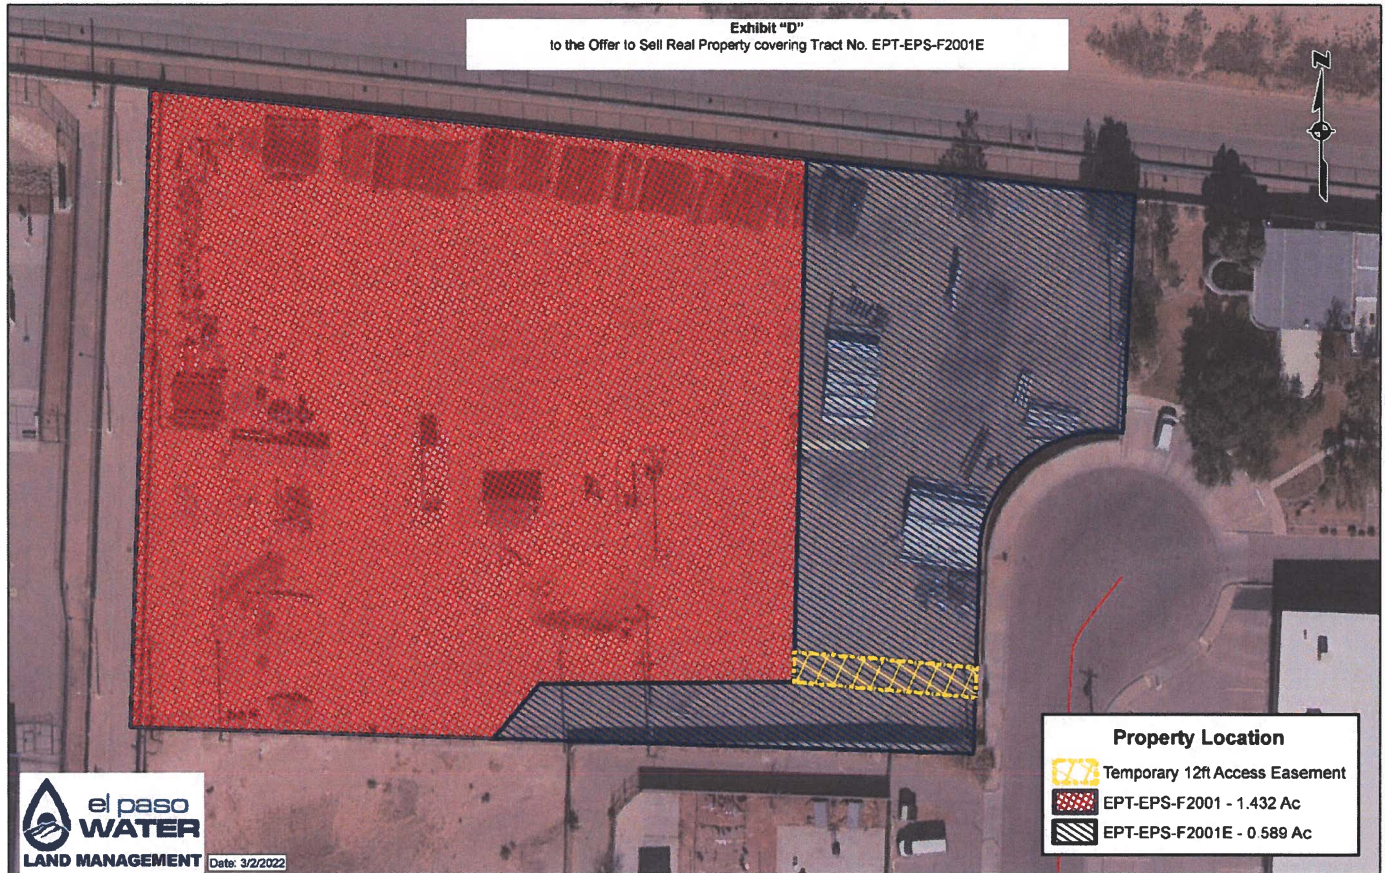 Exhibit "D"
to the Offer to Sell Real Property covering Tract No. EPT-EPS-F2001E
N
Property Location
Temporary 12ft Access Easement
EPT-EPS-F2001 - 1.432 Ac
EPT-EPS-F2001E - 0.589 Ac
el paso
WATER
LAND MANAGEMENT
Date: 3/2/2022